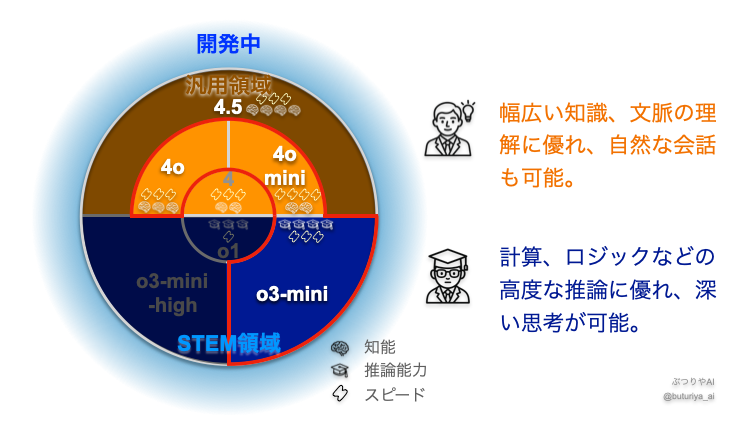 開発中
汎用領域
4.5
4o
4o
mini
4
o1
o3-mini
-high
o3-mini
STEM領域
幅広い知識、文脈の理
解に優れ、自然な会話
も可能。
計算、ロジックなどの
高度な推論に優れ、深
い思考が可能。
知能
推論能力
スピード
ぶつりやAI
@buturiya_ai